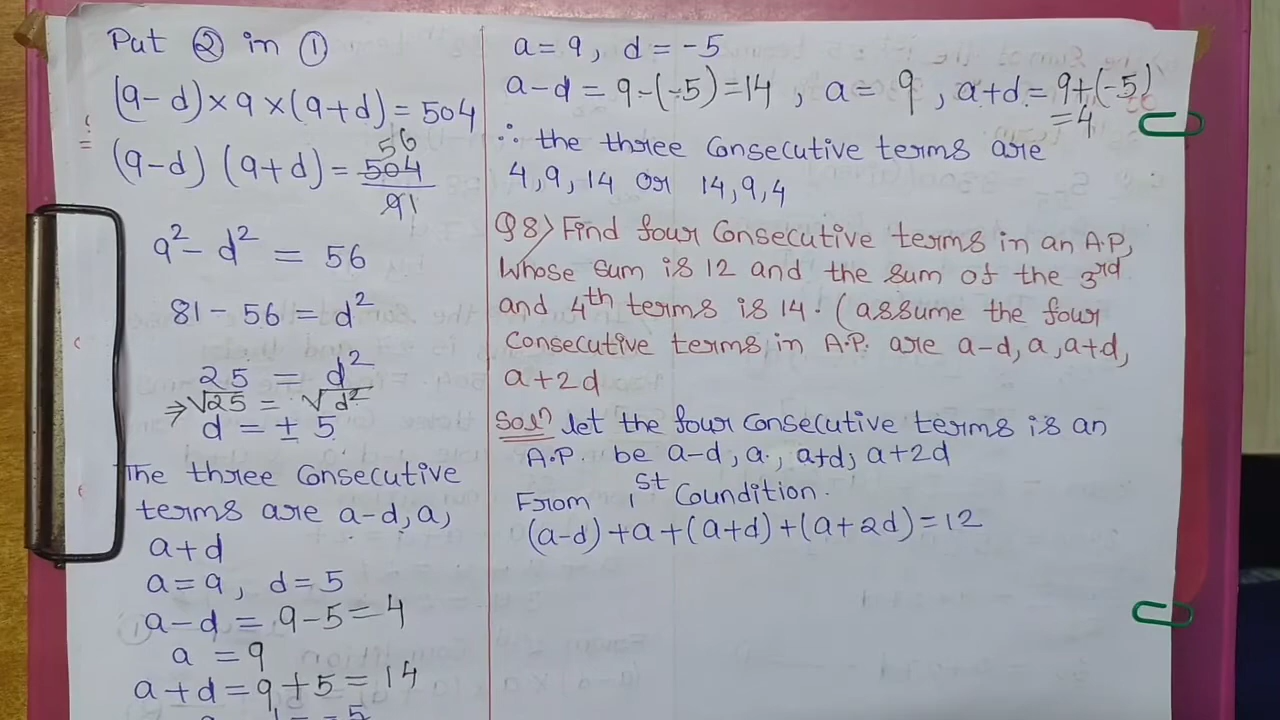 Put ② in ①
(9-d)×9×(9+d)=504
(9-d) (9+d)= 504/9 56
9² - d² = 56
81 - 56 = d²
25 = d²
⇒ √25 = √d²
d = ± 5
The three Consecutive
terms are a-d, a,
a+d
a=9, d=5
a-d = 9-5=4
a = 9
a+d=9+5=14
a=9, d=-5
a-d = 9-(-5)=14, a= 9, a+d=9+(-5)
=4
∴ the three Consecutive terms are
4,9,14 or 14,9,4
Q8> Find four Consecutive terms in an A.P,
Whose sum is 12 and the sum of the 3rd
and 4th terms is 14. (assume the four
Consecutive terms in A.P. are a-d, a, a+d,
a+2d
Solⁿ let the four Consecutive terms is an
A.P. be a-d, a, a+d, a+2d
From 1st Coundition.
(a-d)+a+(a+d)+(a+2d)=12